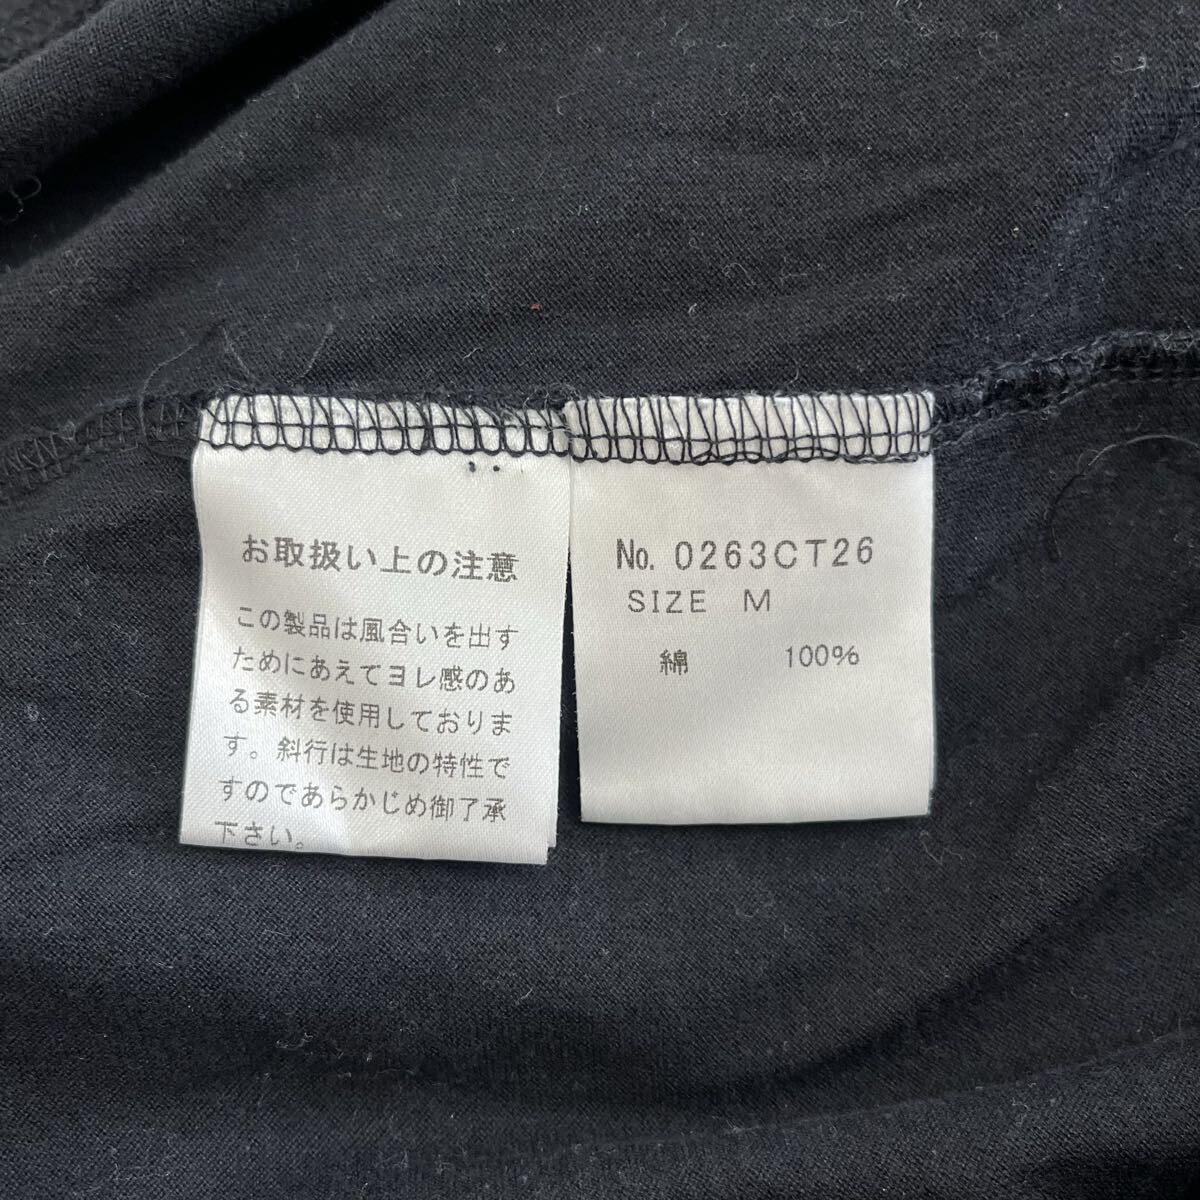 お取扱い上の注意
この製品は風合いを出す
ためにあえてヨレ感のあ
る素材を使用しておりま
す。斜行は生地の特性で
すのであらかじめ御了承
下さい。
No. 0263CT26
SIZE M
綿 100%